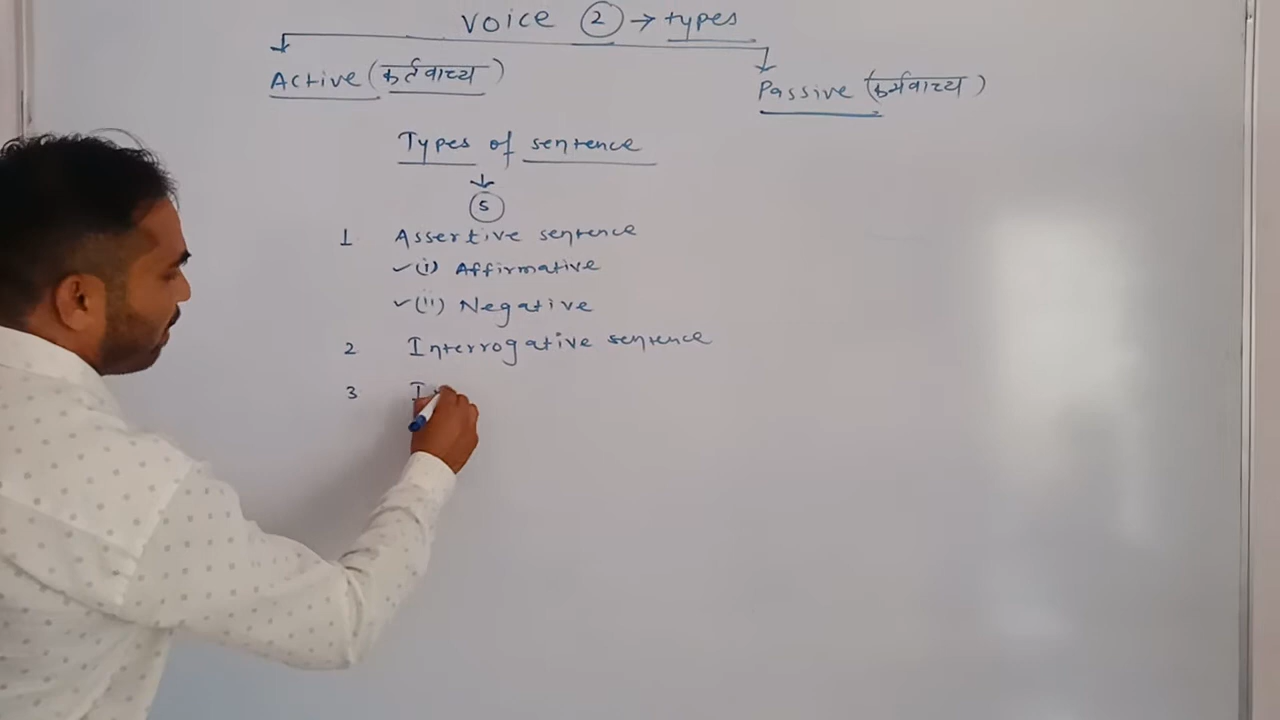 voice 2 → types
Active (कर्तवाच्य) Passive (कर्मवाच्य)
Types of sentence
5
1 Assertive sentence
✓(i) Affirmative
✓(ii) Negative
2 Interrogative sentence
3 I